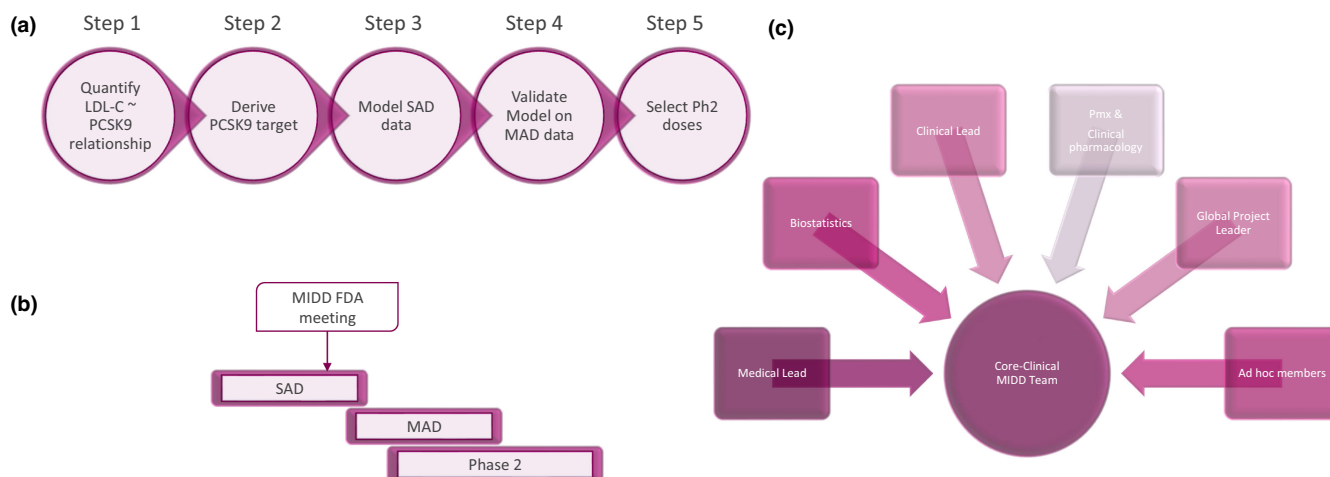 (a)
Step 1
Step 2
Step 3
Step 4
Step 5
Quantify
LDL-C ~
PCSK9
relationship
Derive
PCSK9 target
Model SAD
data
Validate
Model on
MAD data
Select Ph2
doses
(b)
MIDD FDA
meeting
SAD
MAD
Phase 2
(c)
Clinical Lead
Pmx &
Clinical
pharmacology
Biostatistics
Global Project
Leader
Medical Lead
Core-Clinical
MIDD Team
Ad hoc members